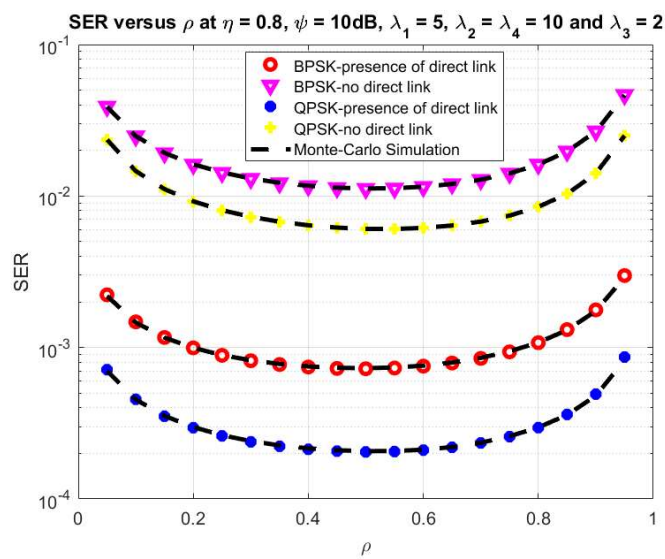 SER versus ρ at η = 0.8, ψ = 10dB, λ₁ = 5, λ₂ = λ₄ = 10 and λ₃ = 2
10⁻¹
BPSK-presence of direct link
BPSK-no direct link
QPSK-presence of direct link
QPSK-no direct link
Monte-Carlo Simulation
10⁻²
SER
10⁻³
10⁻⁴
0 0.2 0.4 0.6 0.8 1
ρ